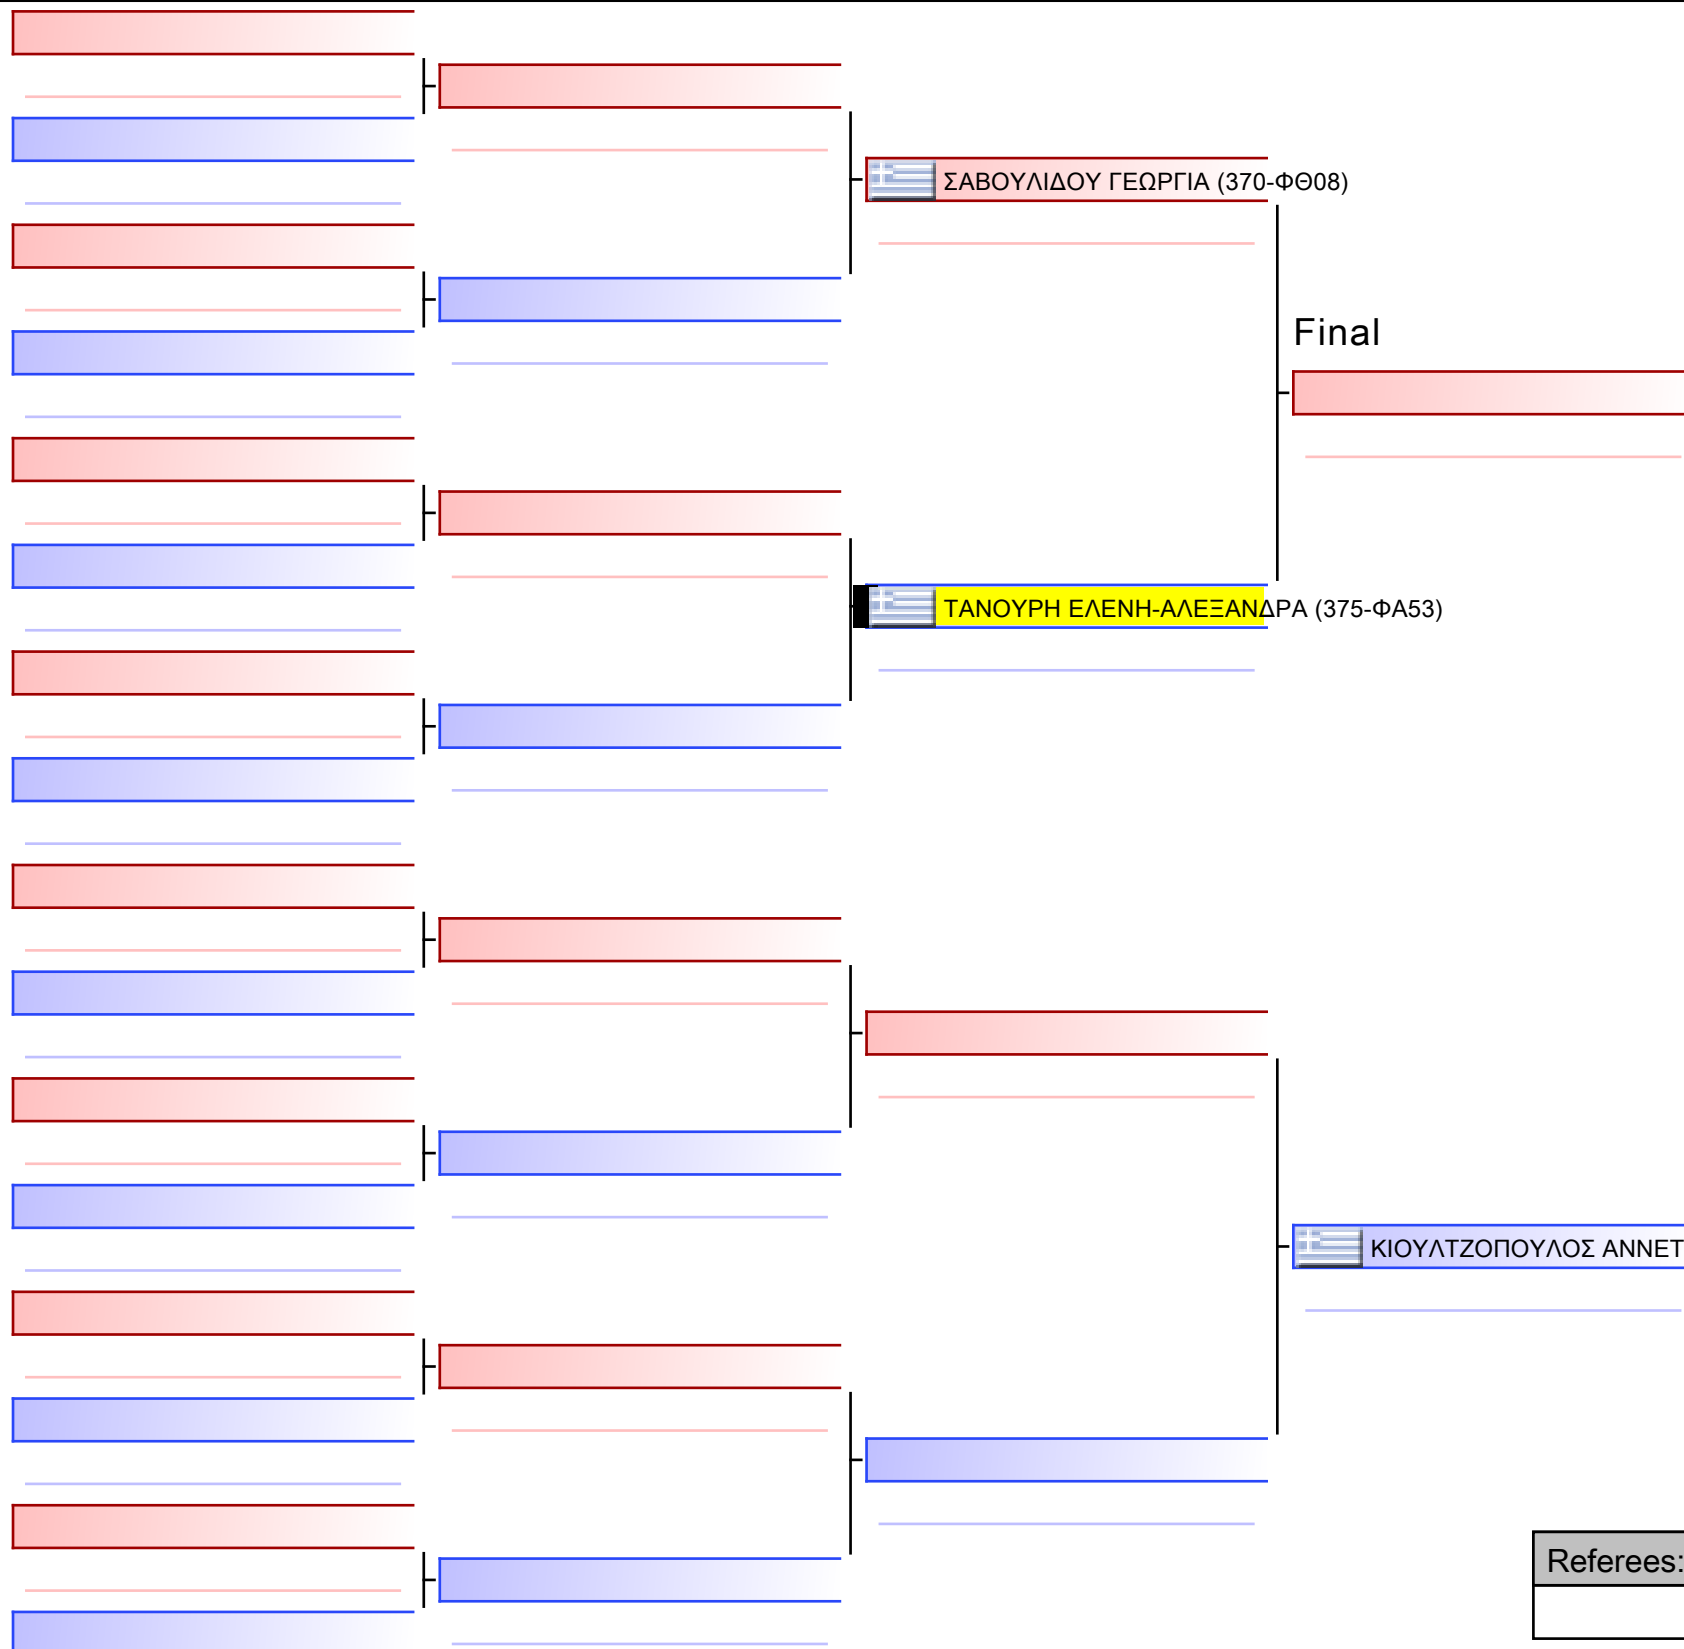 ΣΑΒΟΥΛΙΔΟΥ ΓΕΩΡΓΙΑ (370-ΦΘ08)
Final
ΤΑΝΟΥΡΗ ΕΛΕΝΗ-ΑΛΕΞΑΝΔΡΑ (375-ΦΑ53)
ΚΙΟΥΛΤΖΟΠΟΥΛΟΣ ΑΝΝΕΤ
Referees: